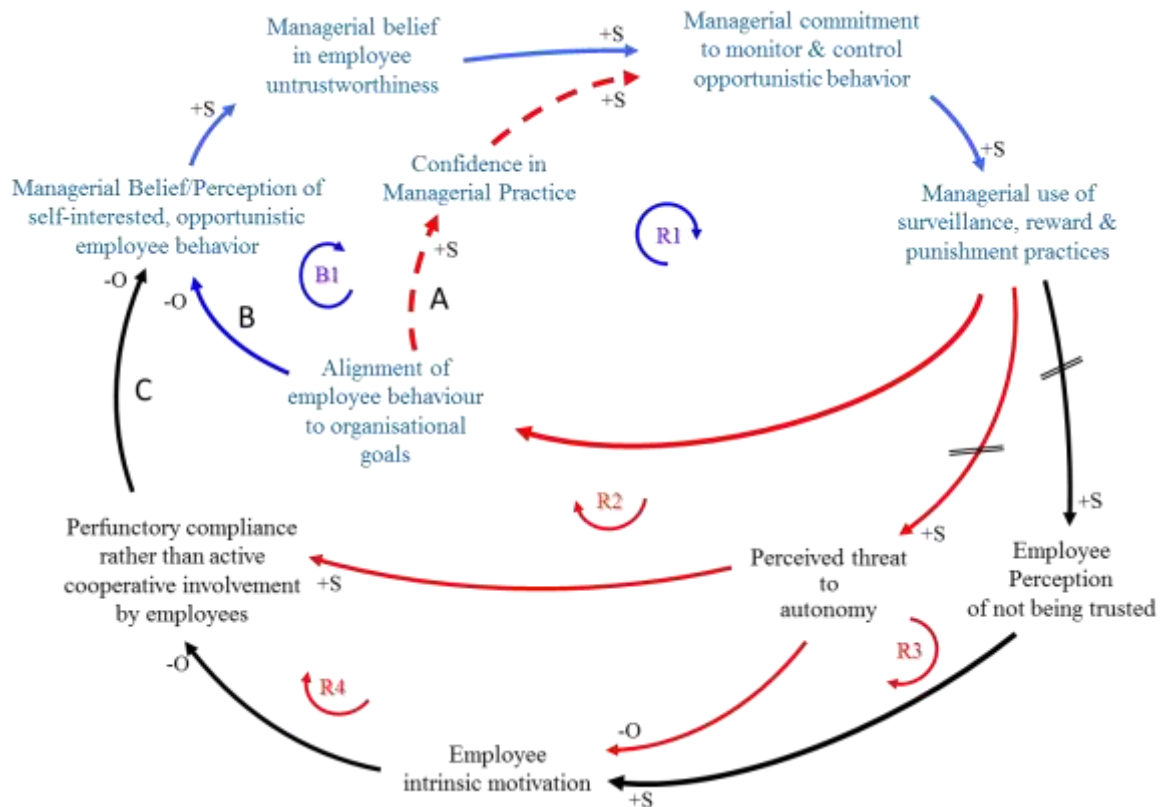 Managerial belief
in employee
untrustworthiness
+S
Managerial commitment
to monitor & control
opportunistic behavior
+S
+S
+S
Confidence in
Managerial Practice
+S
Managerial Belief/Perception of
self-interested, opportunistic
employee behavior
Managerial use of
surveillance, reward &
punishment practices
R1
B1
+S
A
-O
-O
B
C
Alignment of
employee behaviour
to organisational
goals
R2
+S
+S
Perfunctory compliance
rather than active
cooperative involvement
by employees
+S
Perceived threat
to
autonomy
Employee
Perception
of not being trusted
R3
-O
R4
-O
Employee
intrinsic motivation
+S